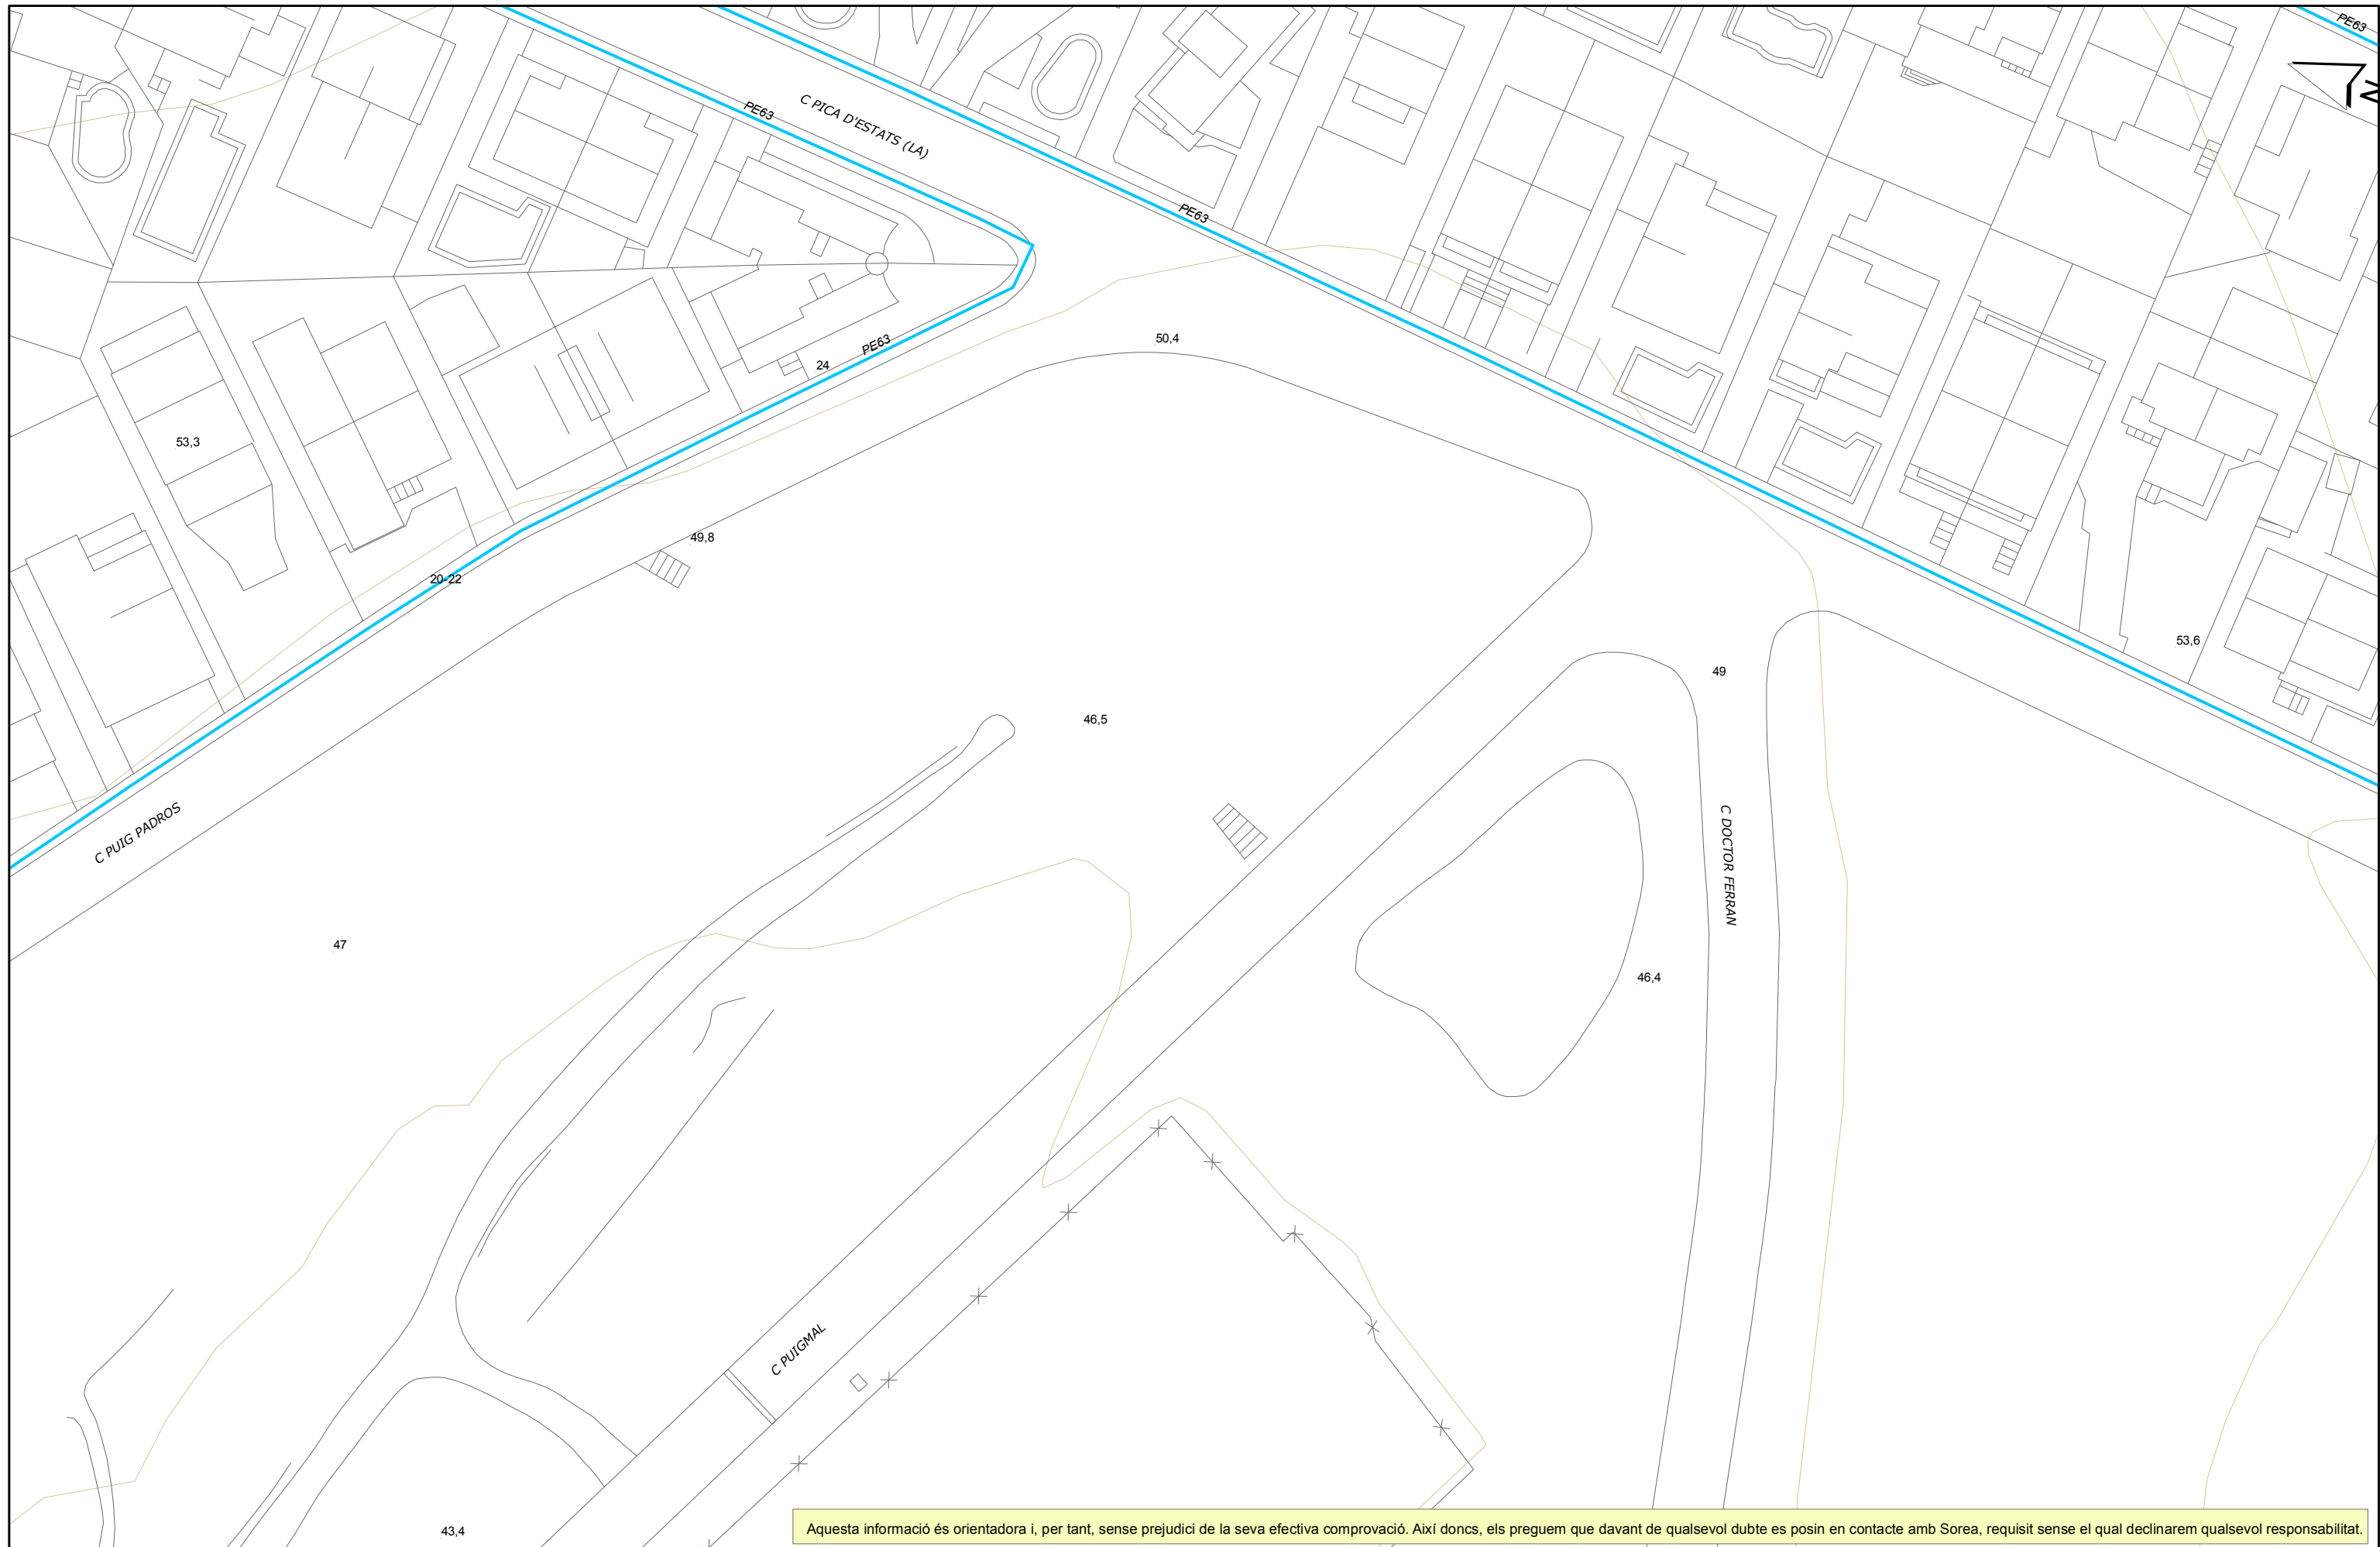 PE63
N
PE63
C PICA D'ESTATS (LA)
PE63
50,4
PE63
24
53,3
49,8
20-22
53,6
49
46,5
C PUIG PADROS
C DOCTOR FERRAN
47
46,4
C PUIGMAL
43,4
Aquesta informació és orientadora i, per tant, sense prejudici de la seva efectiva comprovació. Així doncs, els preguem que davant de qualsevol dubte es posin en contacte amb Sorea, requisit sense el qual declinarem qualsevol responsabilitat.